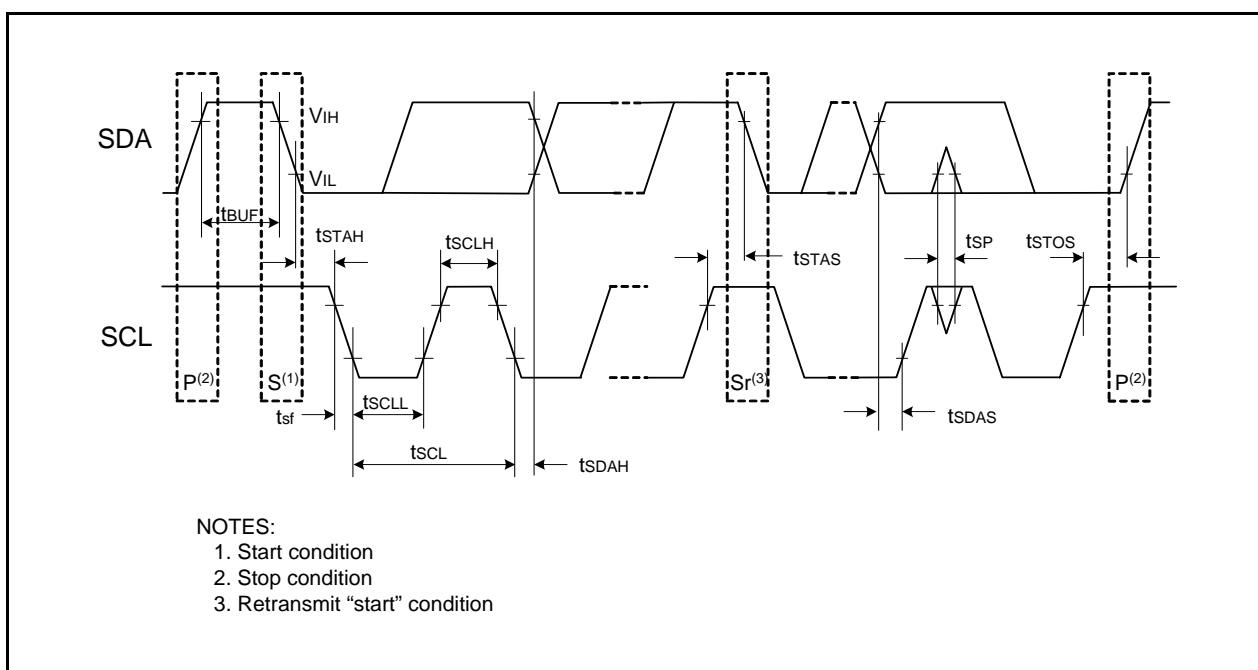 VIH
SDA
VIL
tBUF
tSTAH
tSCLH
tSTAS
tSP
tSTOS
SCL
P(2)
S(1)
Sr(3)
P(2)
tsf
tSCLL
tSDAS
tSCL
tSDAH
NOTES:
1. Start condition
2. Stop condition
3. Retransmit “start” condition